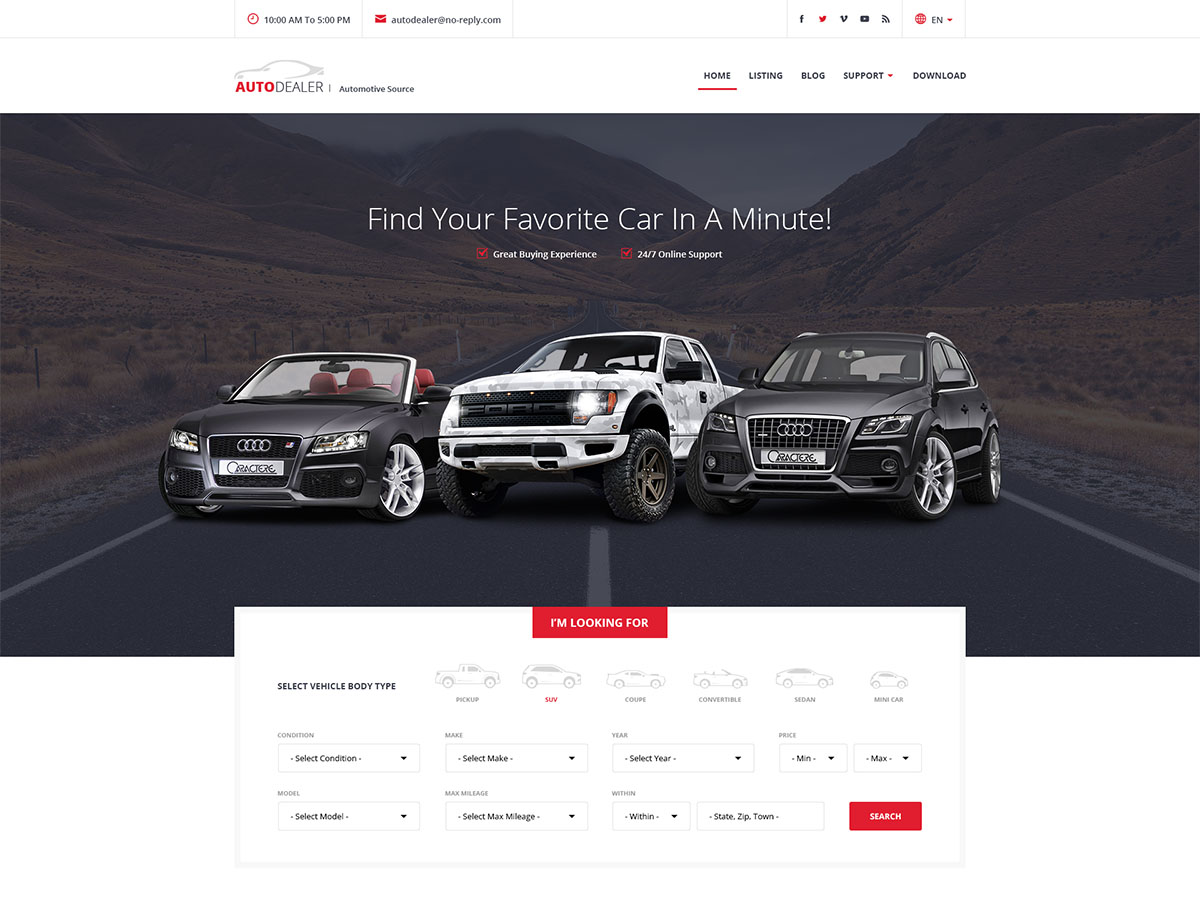 10:00 AM To 5:00 PM
autodealer@no-reply.com
EN
AUTODEALER | Automotive Source
HOME
LISTING
BLOG
SUPPORT
DOWNLOAD
Find Your Favorite Car In A Minute!
Great Buying Experience
24/7 Online Support
FORD
CARACTERE
CARACTERE
I'M LOOKING FOR
SELECT VEHICLE BODY TYPE
PICKUP
SUV
COUPE
CONVERTIBLE
SEDAN
MINI CAR
CONDITION
MAKE
YEAR
PRICE
- Select Condition -
- Select Make -
- Select Year -
- Min -
- Max -
MODEL
MAX MILEAGE
WITHIN
- Select Model -
- Select Max Mileage -
- Within -
- State, Zip, Town -
SEARCH